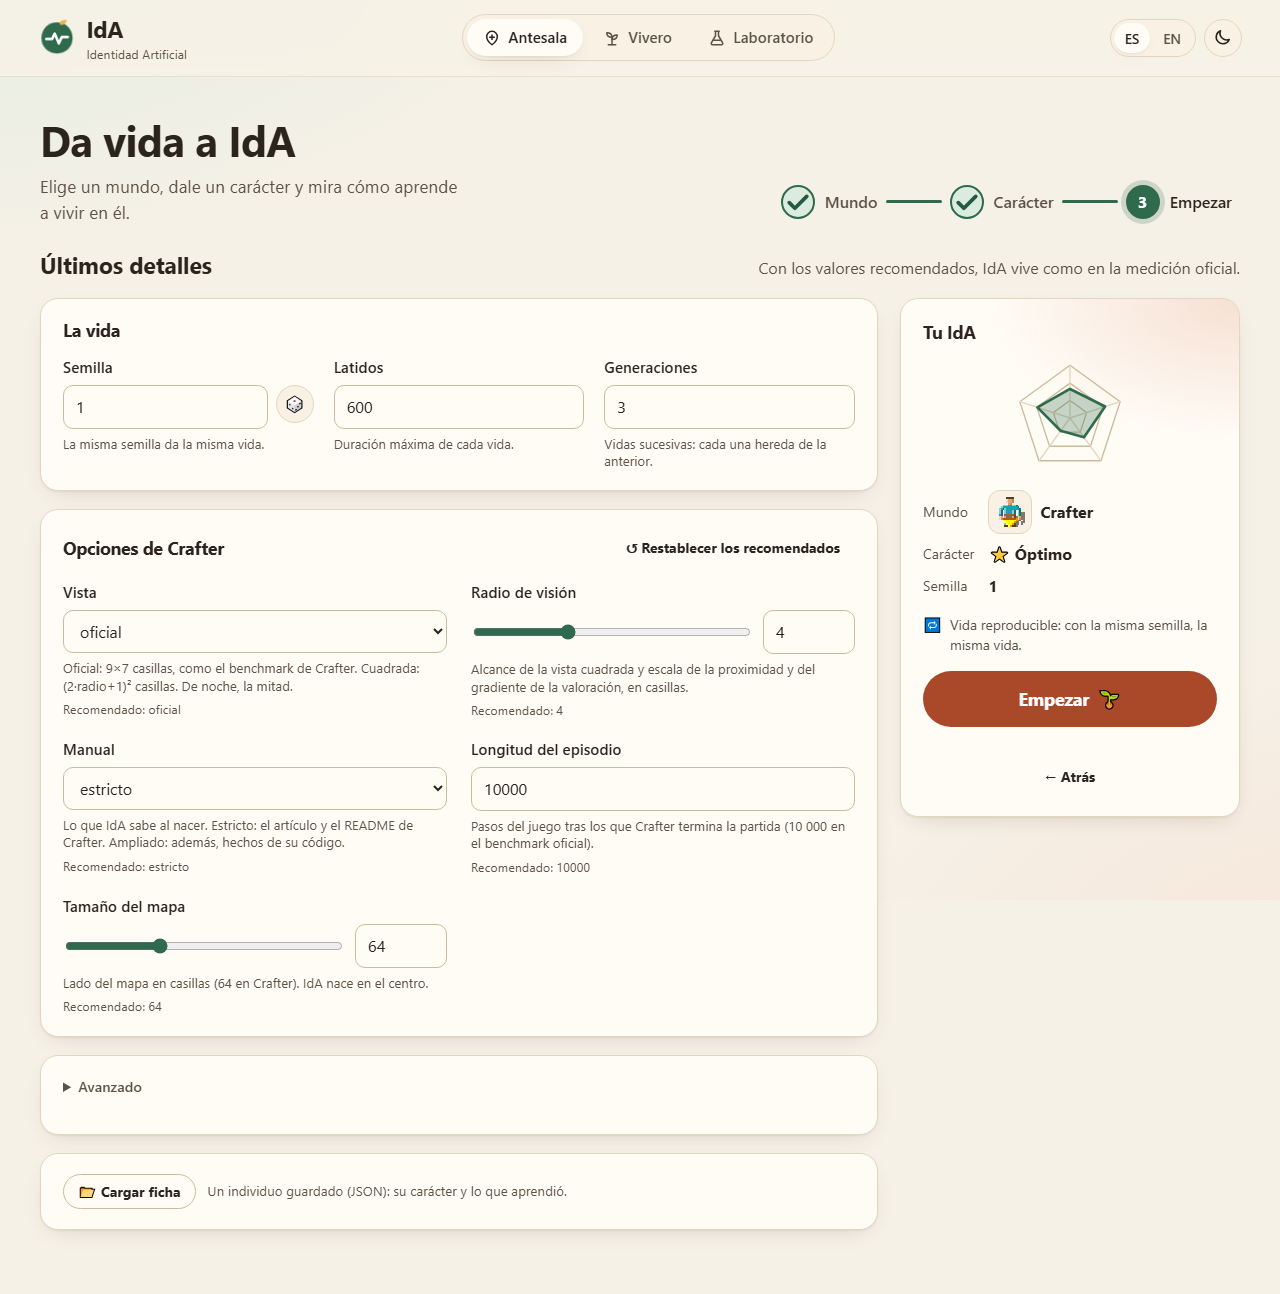 IdA
Identidad Artificial
Antesala
Vivero
Laboratorio
ES
EN
Da vida a IdA
Elige un mundo, dale un carácter y mira cómo aprende
a vivir en él.
Mundo
Carácter
3
Empezar
Últimos detalles
Con los valores recomendados, IdA vive como en la medición oficial.
La vida
Semilla
Latidos
Generaciones
1
600
3
La misma semilla da la misma vida.
Duración máxima de cada vida.
Vidas sucesivas: cada una hereda de la
anterior.
Opciones de Crafter
↺ Restablecer los recomendados
Vista
oficial
Oficial: 9×7 casillas, como el benchmark de Crafter. Cuadrada:
(2·radio+1)² casillas. De noche, la mitad.
Recomendado: oficial
Radio de visión
4
Alcance de la vista cuadrada y escala de la proximidad y del
gradiente de la valoración, en casillas.
Recomendado: 4
Manual
estricto
Lo que IdA sabe al nacer. Estricto: el artículo y el README de
Crafter. Ampliado: además, hechos de su código.
Recomendado: estricto
Longitud del episodio
10000
Pasos del juego tras los que Crafter termina la partida (10 000 en
el benchmark oficial).
Recomendado: 10000
Tamaño del mapa
64
Lado del mapa en casillas (64 en Crafter). IdA nace en el centro.
Recomendado: 64
Avanzado
Cargar ficha
Un individuo guardado (JSON): su carácter y lo que aprendió.
Tu IdA
Mundo
Crafter
Carácter
Óptimo
Semilla
1
Vida reproducible: con la misma semilla, la
misma vida.
Empezar
← Atrás